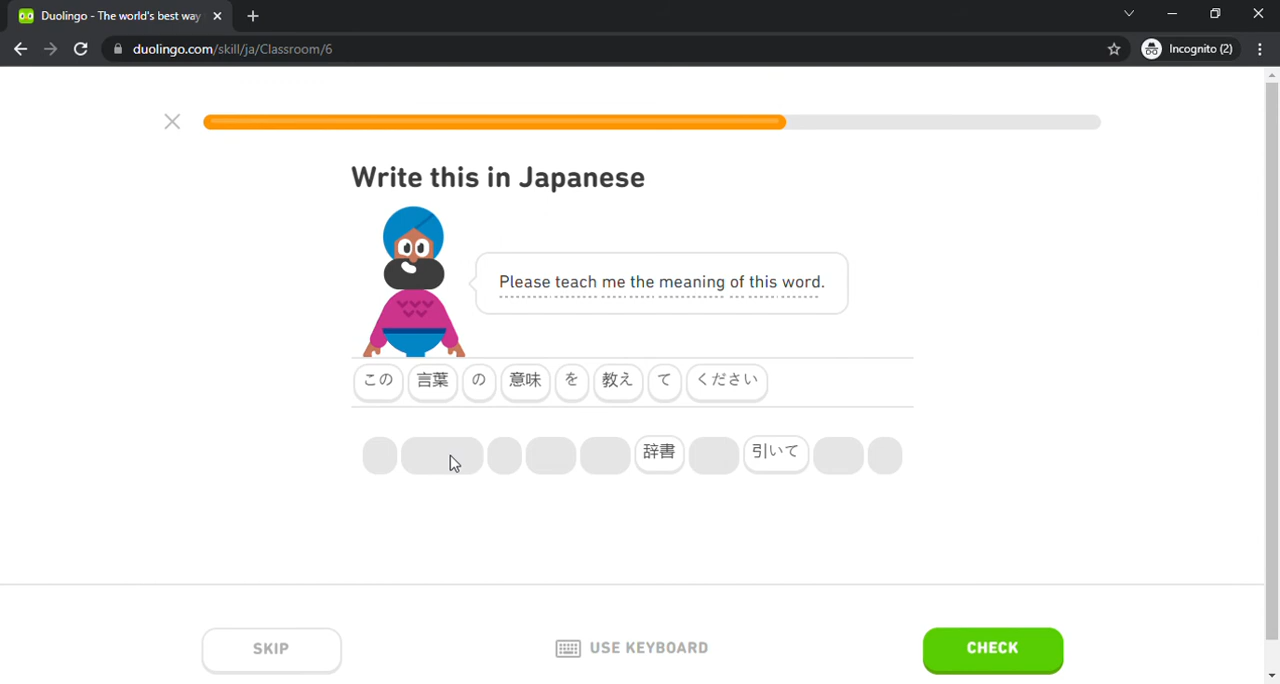 Duolingo - The world's best way
duolingo.com/skill/ja/Classroom/6
Incognito (2)
Write this in Japanese
Please teach me the meaning of this word.
この 言葉 の 意味 を 教え て ください
辞書 引いて
SKIP
USE KEYBOARD
CHECK